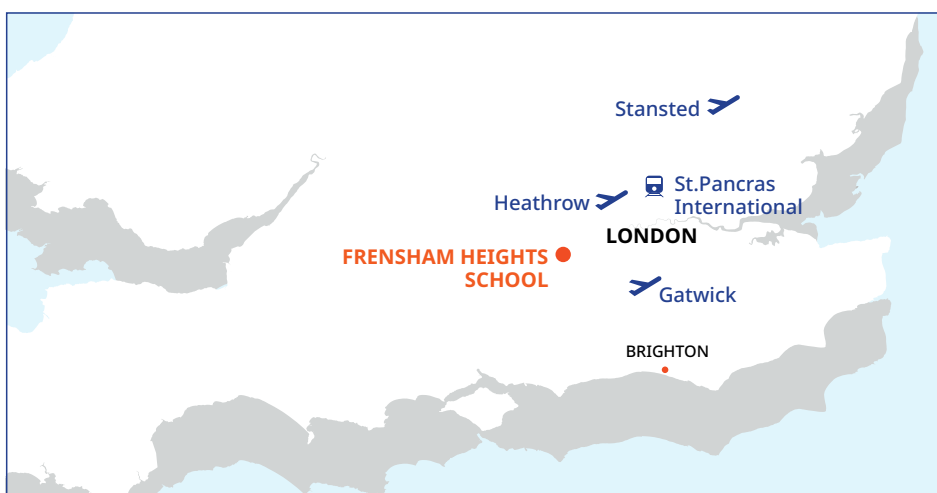 Stansted
St.Pancras
International
Heathrow
LONDON
FRENSHAM HEIGHTS
SCHOOL
Gatwick
BRIGHTON